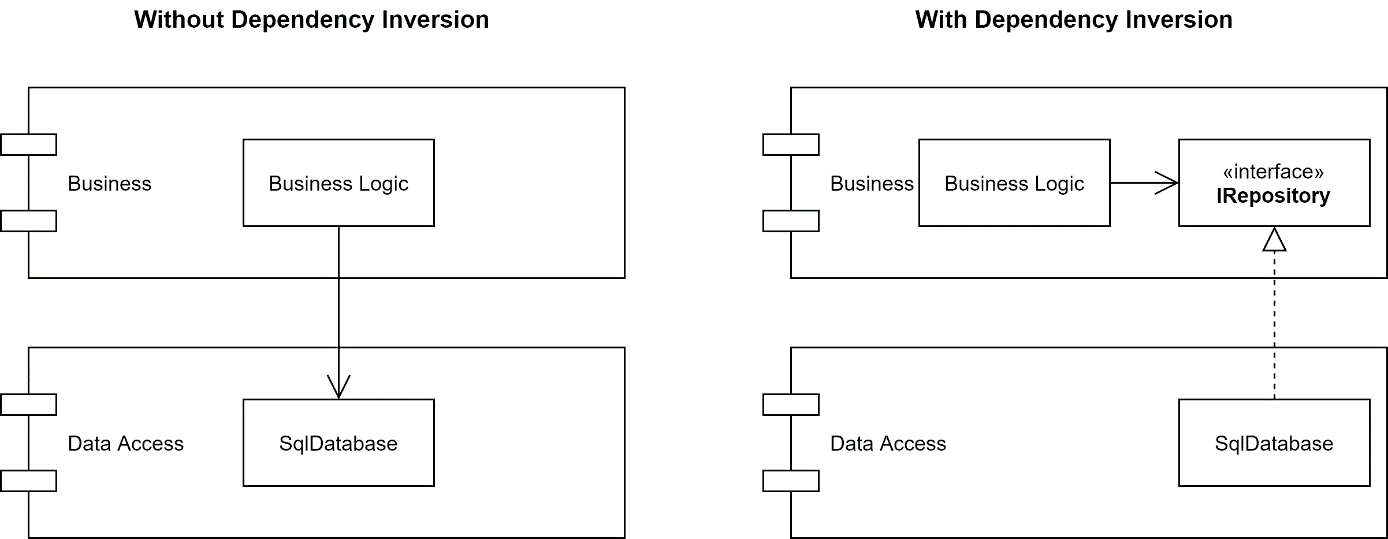 Without Dependency Inversion
With Dependency Inversion
Business
Business Logic
Business
Business Logic
«interface»
IRepository
Data Access
SqlDatabase
Data Access
SqlDatabase